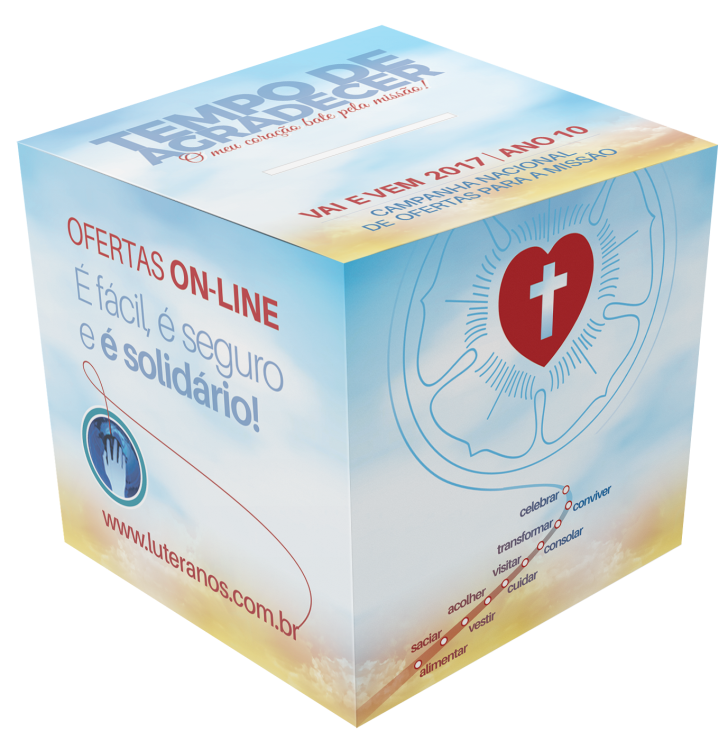 TEMPO DE
AGRADECER
O meu coração bate pela missão!
VAI E VEM 2017 | ANO 10
CAMPANHA NACIONAL
DE OFERTAS PARA A MISSÃO
OFERTAS ON-LINE
É fácil, é seguro
e é solidário!
www.luteranos.com.br
celebrar
conviver
transformar
consolar
visitar
cuidar
acolher
vestir
saciar
alimentar